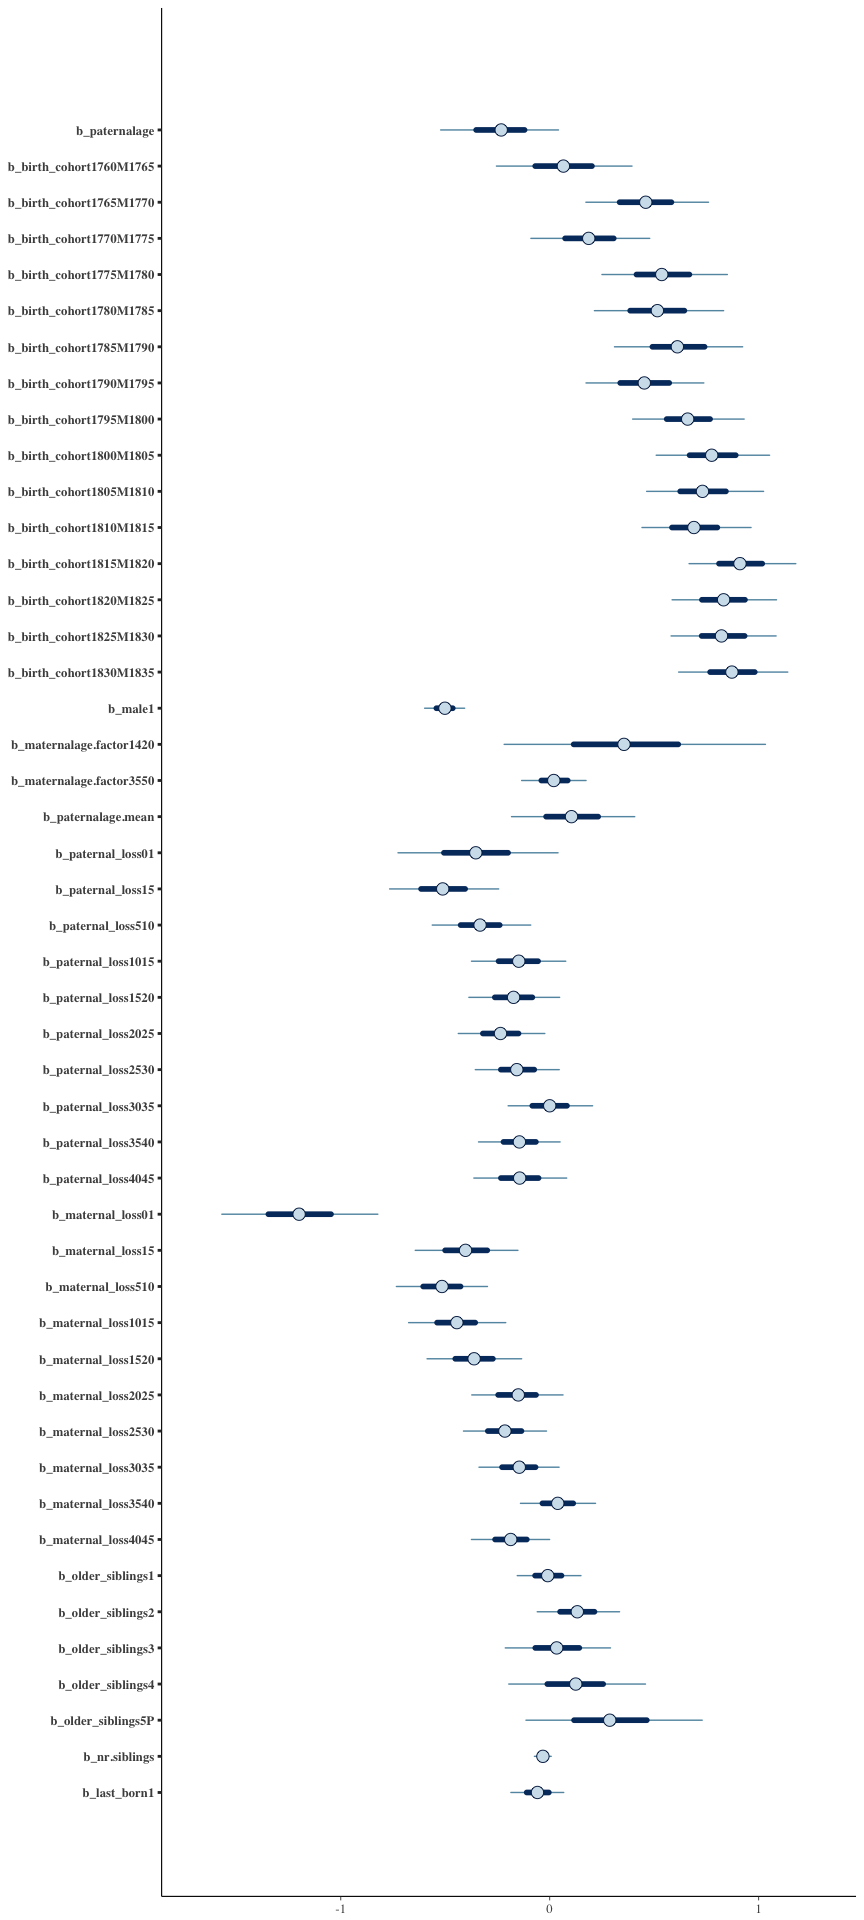 b_paternalage
b_birth_cohort1760M1765
b_birth_cohort1765M1770
b_birth_cohort1770M1775
b_birth_cohort1775M1780
b_birth_cohort1780M1785
b_birth_cohort1785M1790
b_birth_cohort1790M1795
b_birth_cohort1795M1800
b_birth_cohort1800M1805
b_birth_cohort1805M1810
b_birth_cohort1810M1815
b_birth_cohort1815M1820
b_birth_cohort1820M1825
b_birth_cohort1825M1830
b_birth_cohort1830M1835
b_male1
b_maternalage.factor1420
b_maternalage.factor3550
b_paternalage.mean
b_paternal_loss01
b_paternal_loss15
b_paternal_loss510
b_paternal_loss1015
b_paternal_loss1520
b_paternal_loss2025
b_paternal_loss2530
b_paternal_loss3035
b_paternal_loss3540
b_paternal_loss4045
b_maternal_loss01
b_maternal_loss15
b_maternal_loss510
b_maternal_loss1015
b_maternal_loss1520
b_maternal_loss2025
b_maternal_loss2530
b_maternal_loss3035
b_maternal_loss3540
b_maternal_loss4045
b_older_siblings1
b_older_siblings2
b_older_siblings3
b_older_siblings4
b_older_siblings5P
b_nr.siblings
b_last_born1
-1 0 1